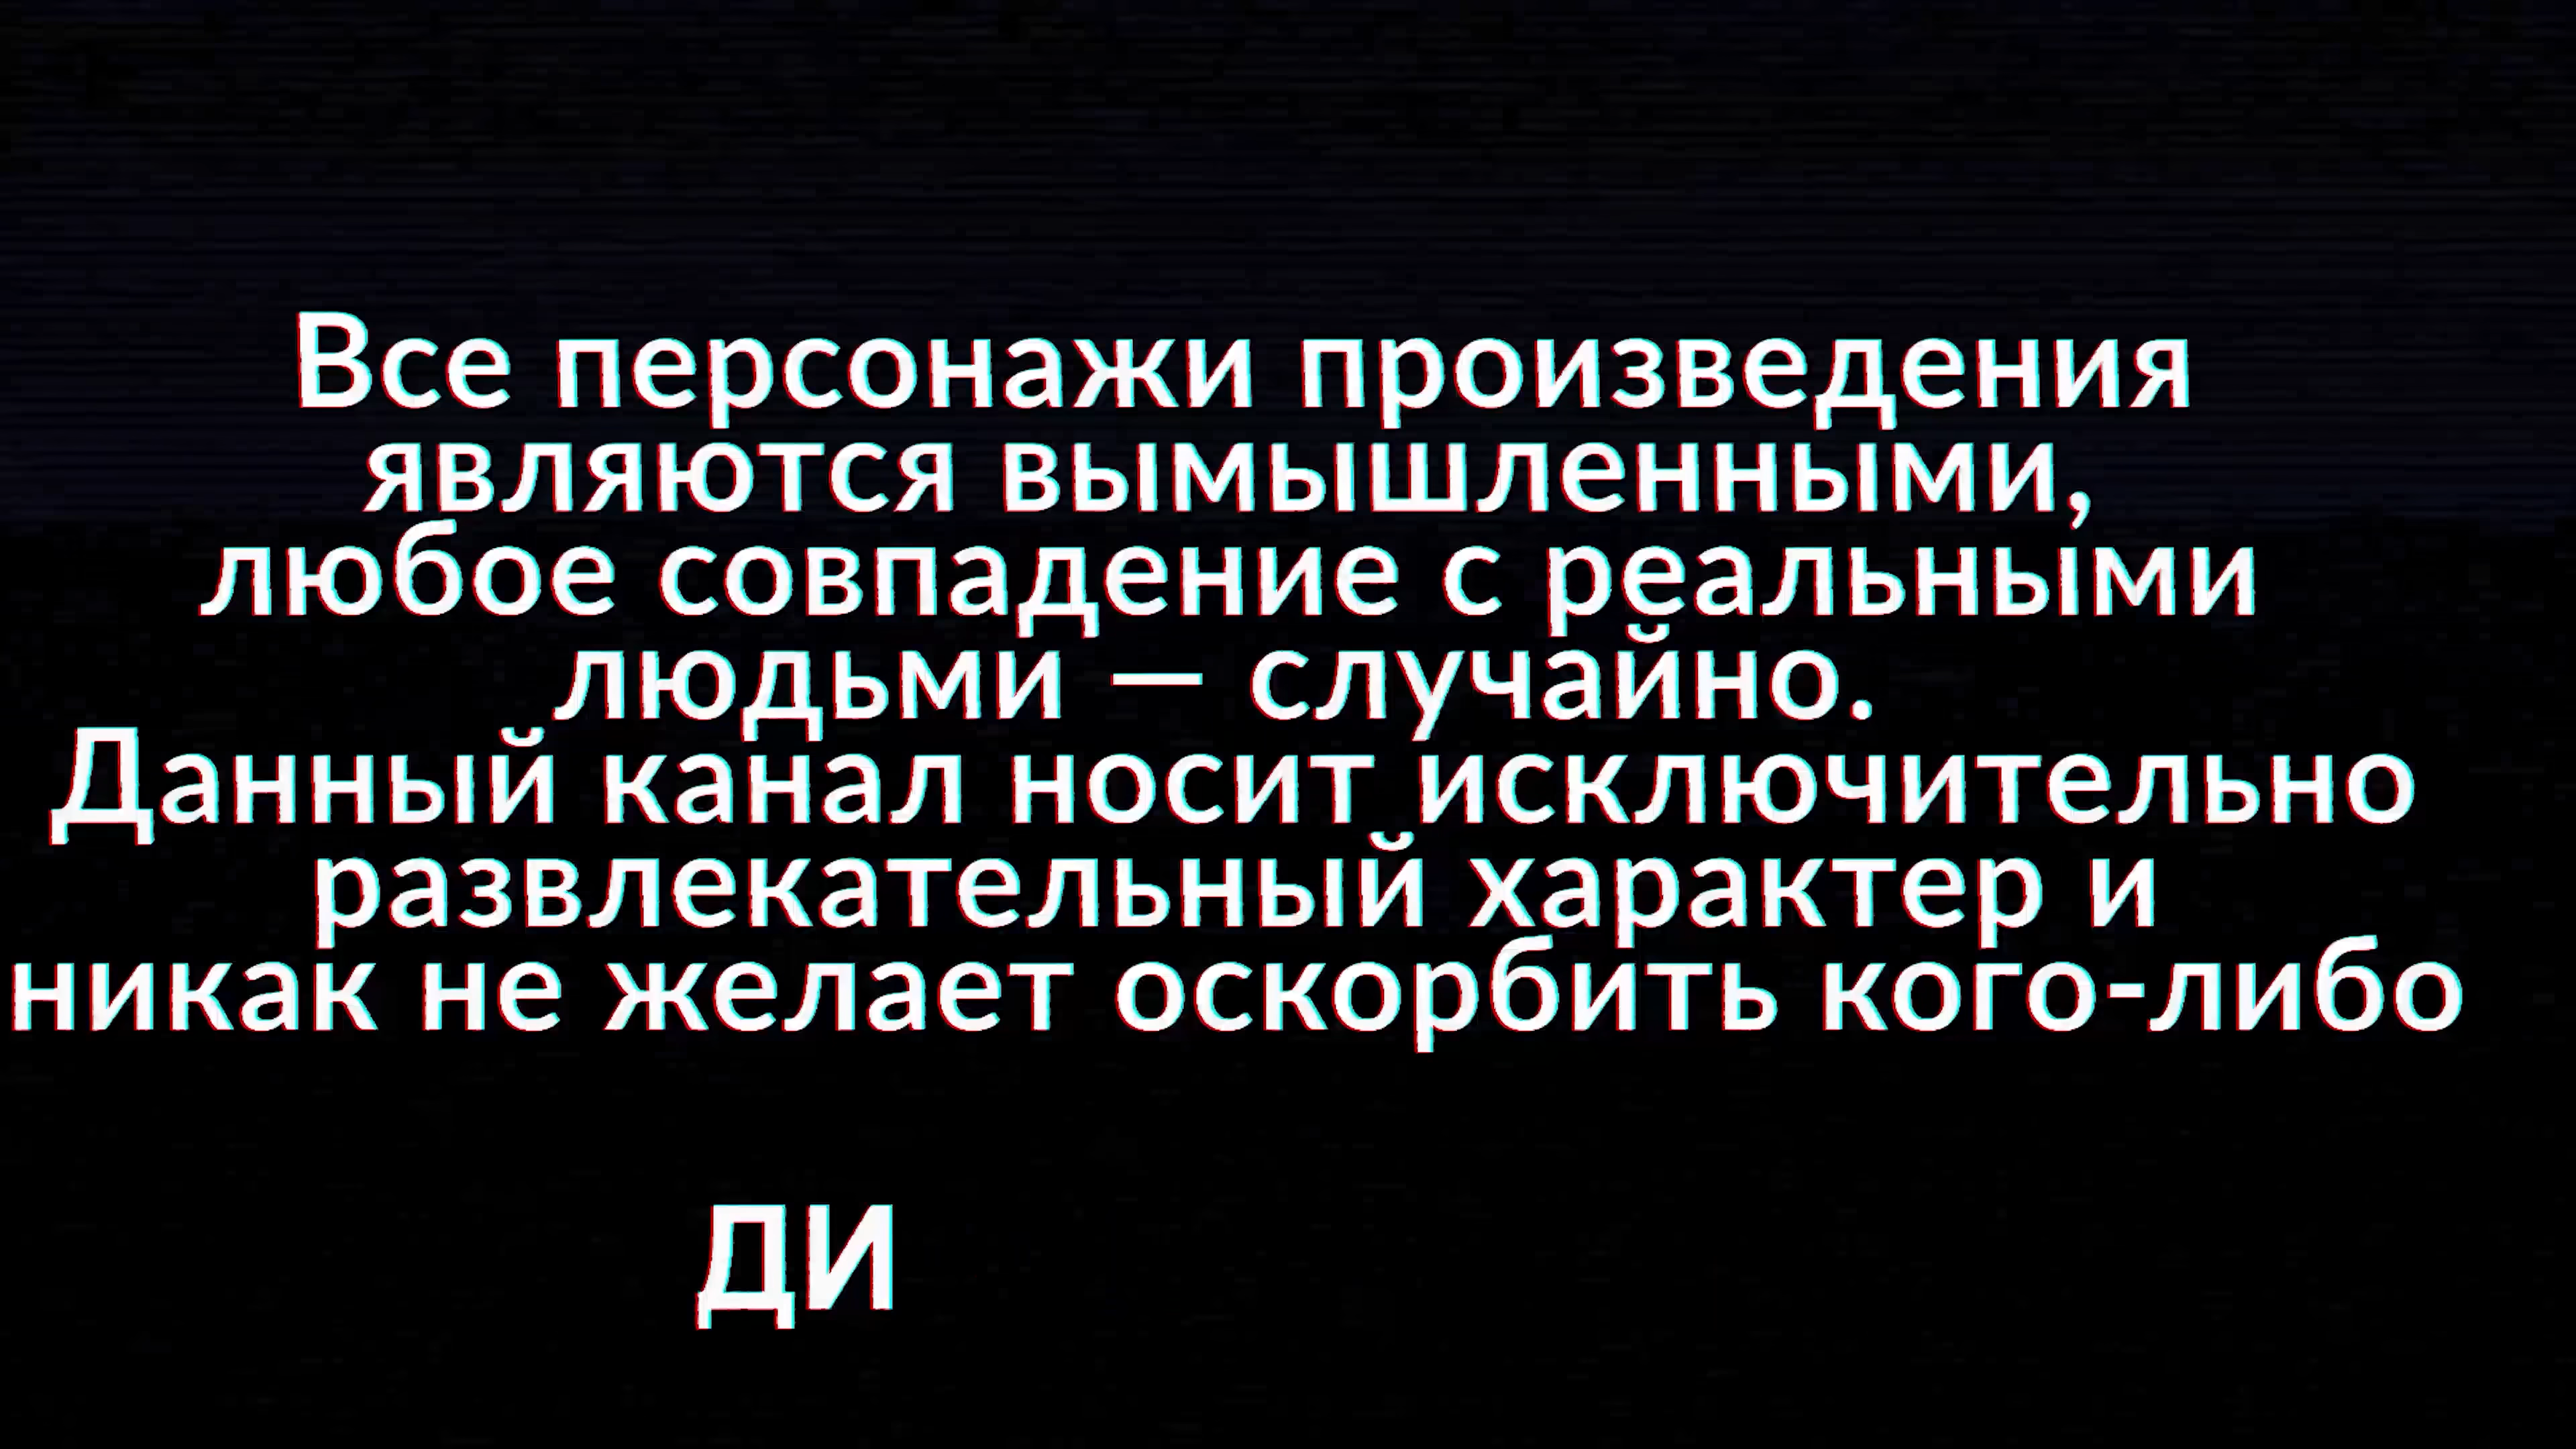 Все персонажи произведения
являются вымышленными,
любое совпадение с реальными
людьми — случайно.
Данный канал носит исключительно
развлекательный характер и
никак не желает оскорбить кого-либо
ДИ